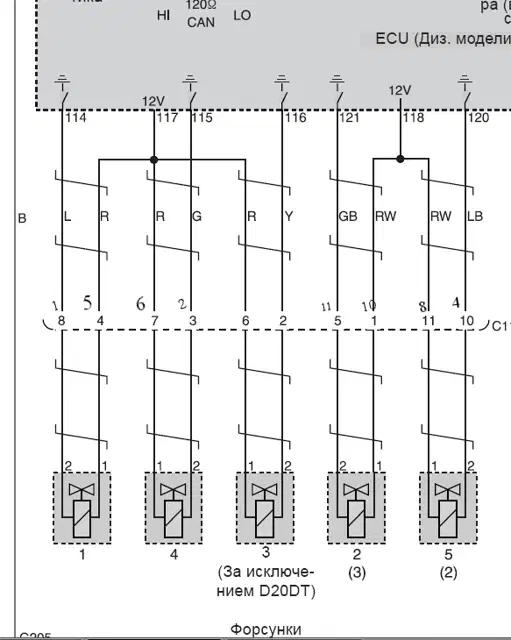 120Ω
HI CAN LO
ECU (Диз. модели
12V 12V
114 117 115 116 121 118 120
B
L R R G R Y GB RW RW LB
1 5 6 2 11 10 8 4
8 4 7 3 6 2 5 1 11 10
C11
2 1 1 2 1 2 2 1 1 2
1 4 3 2 5
(За исключе- (3) (2)
нием D20DT)
Форсунки